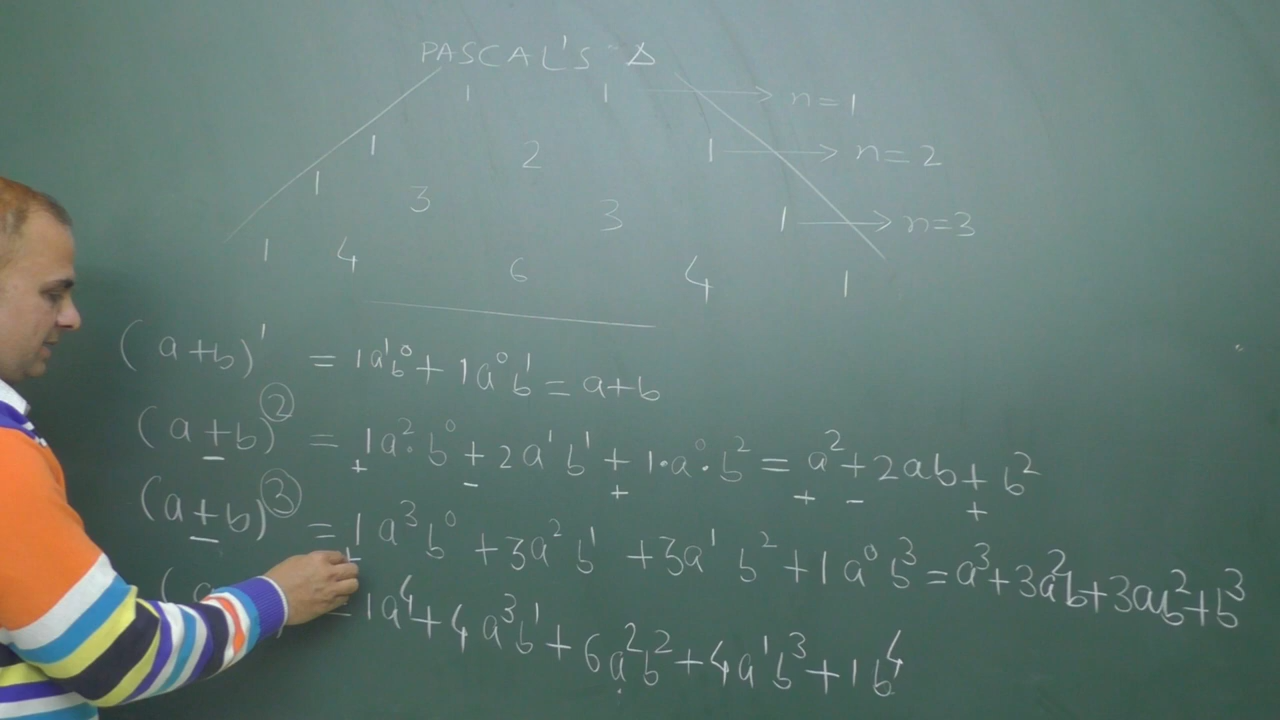 PASCAL'S Δ
1 1 → n=1
1 2 1 → n=2
1 3 3 1 → n=3
1 4 6 4 1
(a+b)¹ = 1a¹b⁰ + 1a⁰b¹ = a+b
(a+b)² = 1a²·b⁰ + 2a¹b¹ + 1·a⁰·b² = a² + 2ab + b²
− + − + + − +
(a+b)³ = 1a³b⁰ + 3a²b¹ + 3a¹b² + 1a⁰b³ = a³ + 3a²b + 3ab² + b³
− +
(a = 1a⁴ + 4a³b¹ + 6a²b² + 4a¹b³ + 1b⁴